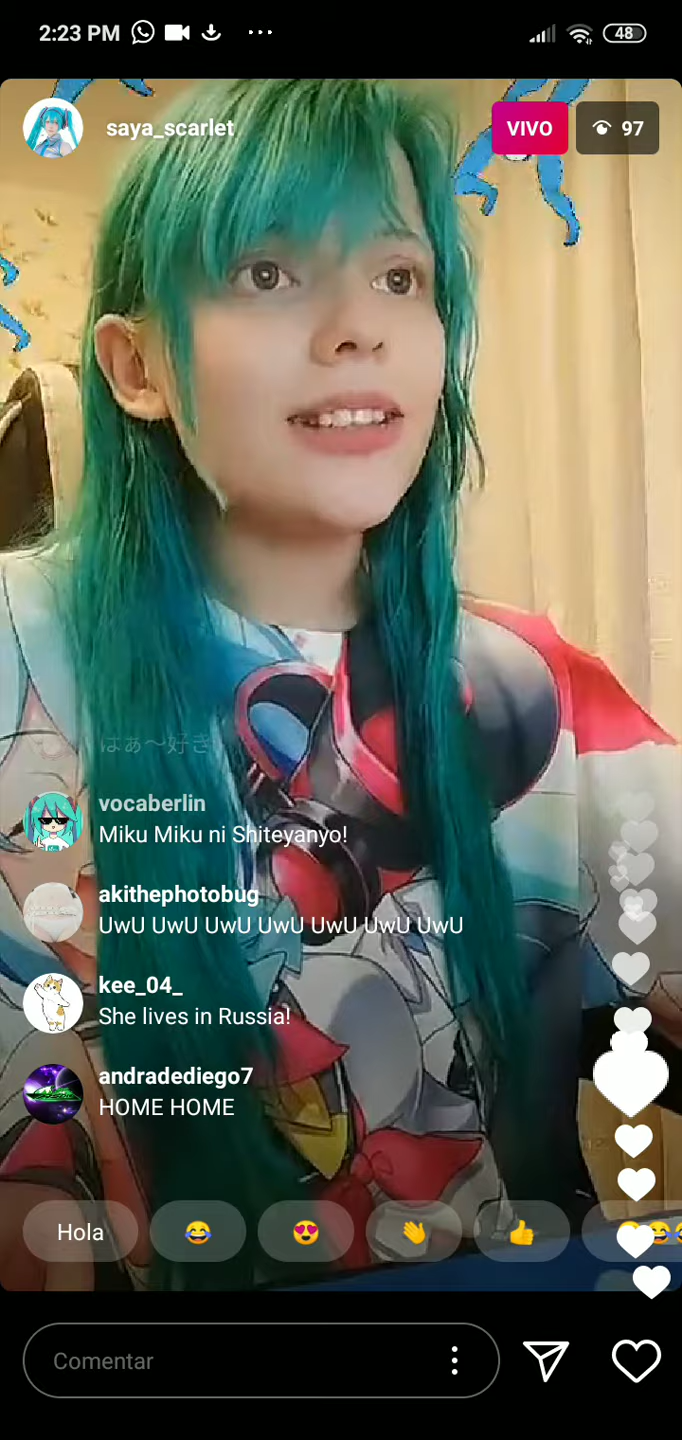 2:23 PM
48
saya_scarlet
VIVO
97
はぁ〜好き
vocaberlin
Miku Miku ni Shiteyanyo!
akithephotobug
UwU UwU UwU UwU UwU UwU UwU
kee_04_
She lives in Russia!
andradediego7
HOME HOME
Hola
Comentar